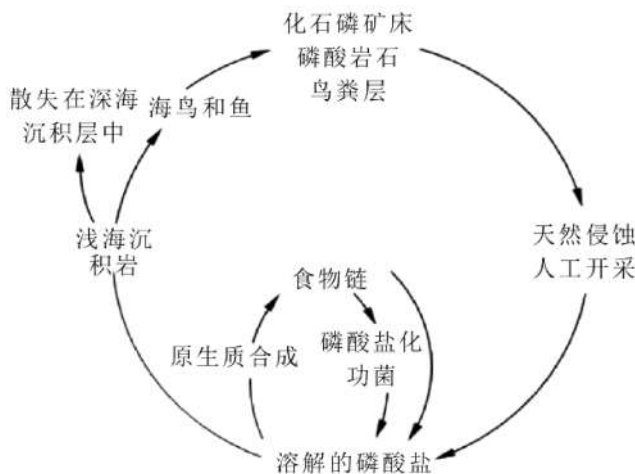 化石磷矿床
磷酸岩石
鸟粪层
散失在深海
沉积层中
海鸟和鱼
浅海沉
积岩
天然侵蚀
人工开采
食物链
原生质合成
磷酸盐化
功菌
溶解的磷酸盐